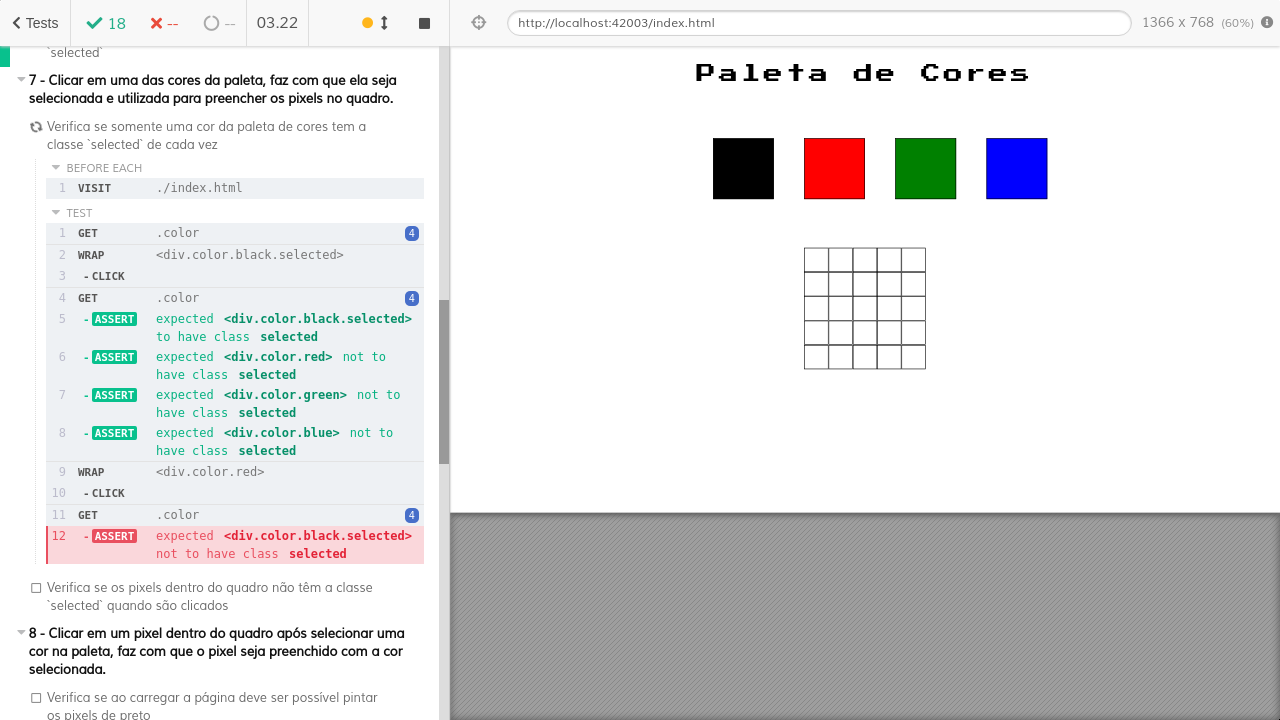 Tests 18 -- -- 03.22
http://localhost:42003/index.html 1366 x 768 (60%)
`selected`
7 - Clicar em uma das cores da paleta, faz com que ela seja
selecionada e utilizada para preencher os pixels no quadro.
Verifica se somente uma cor da paleta de cores tem a
classe `selected` de cada vez
BEFORE EACH
1 VISIT ./index.html
TEST
1 GET .color 4
2 WRAP <div.color.black.selected>
3 - CLICK
4 GET .color 4
5 - ASSERT expected <div.color.black.selected>
to have class selected
6 - ASSERT expected <div.color.red> not to
have class selected
7 - ASSERT expected <div.color.green> not to
have class selected
8 - ASSERT expected <div.color.blue> not to
have class selected
9 WRAP <div.color.red>
10 - CLICK
11 GET .color 4
12 - ASSERT expected <div.color.black.selected>
not to have class selected
Verifica se os pixels dentro do quadro não têm a classe
`selected` quando são clicados
8 - Clicar em um pixel dentro do quadro após selecionar uma
cor na paleta, faz com que o pixel seja preenchido com a cor
selecionada.
Verifica se ao carregar a página deve ser possível pintar
os pixels de preto
Paleta de Cores